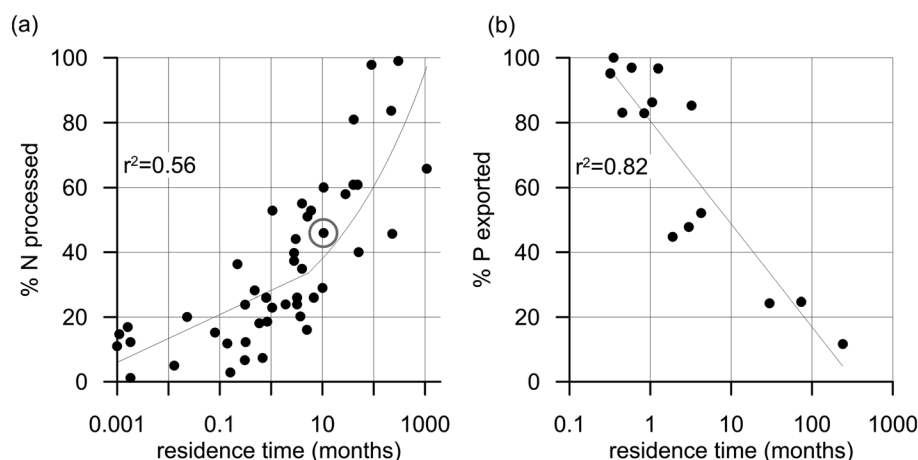 (a)
(b)
100
80
60
40
20
0
% N processed
r²=0.56
0.001
0.1
10
1000
residence time (months)
100
80
60
40
20
0
% P exported
r²=0.82
0.1
1
10
100
1000
residence time (months)